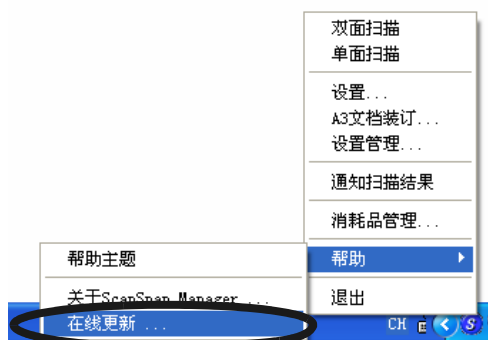 双面扫描
单面扫描
设置...
A3文档装订...
设置管理...
通知扫描结果
消耗品管理...
帮助
退出
帮助主题
关于ScanSnap Manager ...
在线更新 ...
CH
S